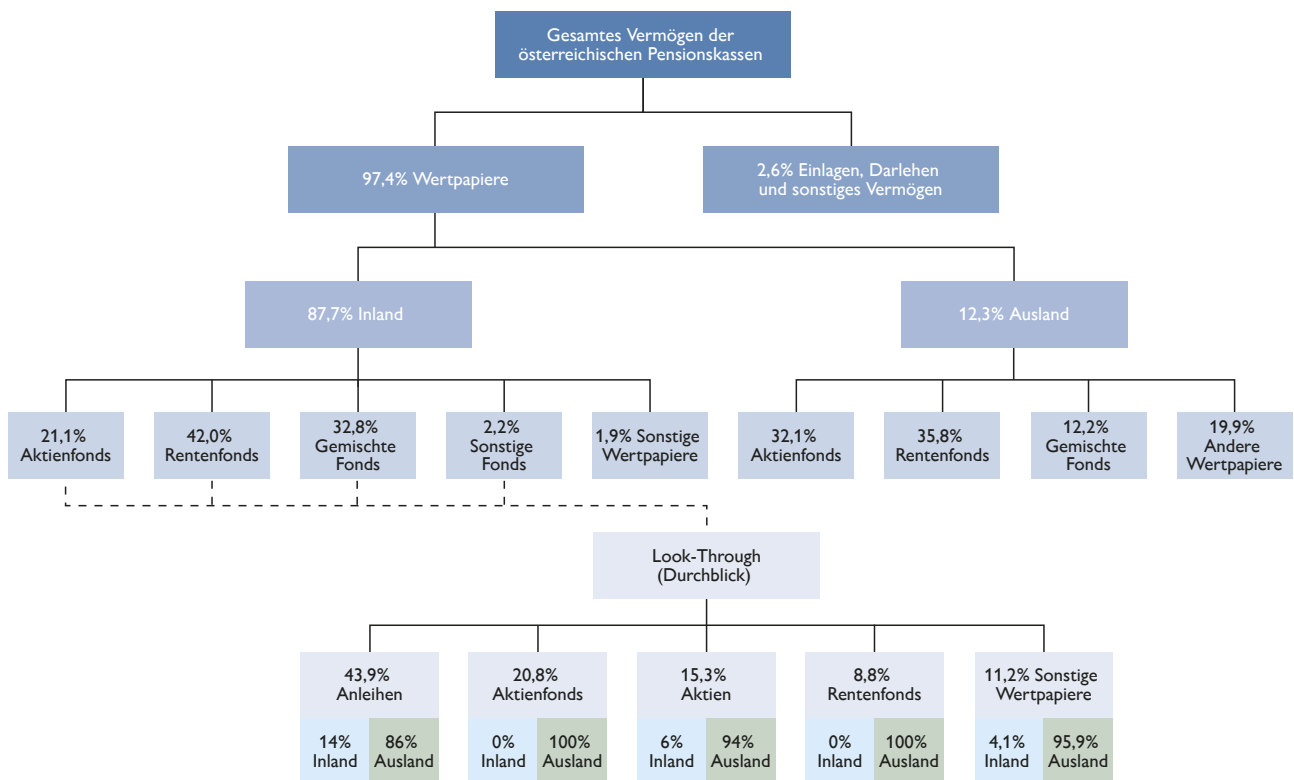 Gesamtes Vermögen der
österreichischen Pensionskassen
97,4% Wertpapiere
2,6% Einlagen, Darlehen
und sonstiges Vermögen
87,7% Inland
12,3% Ausland
21,1%
Aktienfonds
42,0%
Rentenfonds
32,8%
Gemischte
Fonds
2,2%
Sonstige
Fonds
1,9% Sonstige
Wertpapiere
32,1%
Aktienfonds
35,8%
Rentenfonds
12,2%
Gemischte
Fonds
19,9%
Andere
Wertpapiere
Look-Through
(Durchblick)
43,9%
Anleihen
14%
Inland
86%
Ausland
20,8%
Aktienfonds
0%
Inland
100%
Ausland
15,3%
Aktien
6%
Inland
94%
Ausland
8,8%
Rentenfonds
0%
Inland
100%
Ausland
11,2% Sonstige
Wertpapiere
4,1%
Inland
95,9%
Ausland